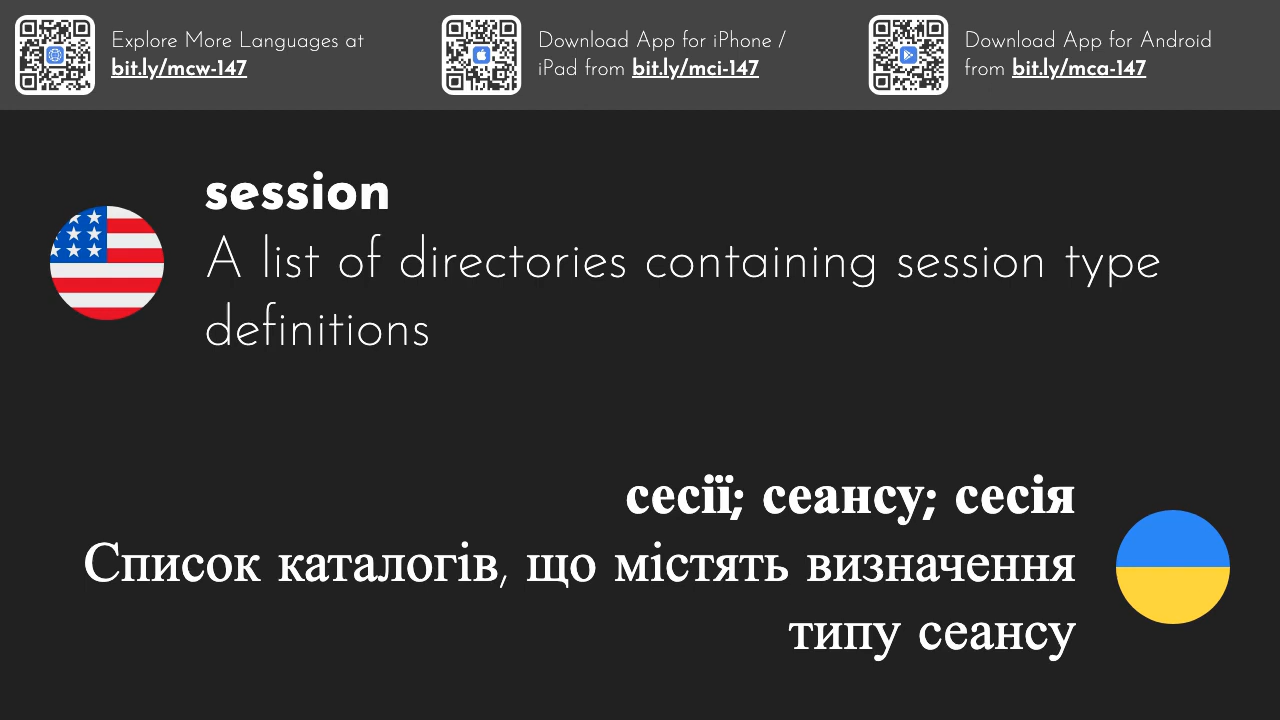 Explore More Languages at
bit.ly/mcw-147
Download App for iPhone /
iPad from bit.ly/mci-147
Download App for Android
from bit.ly/mca-147
session
A list of directories containing session type
definitions
сесії; сеансу; сесія
Список каталогів, що містять визначення
типу сеансу